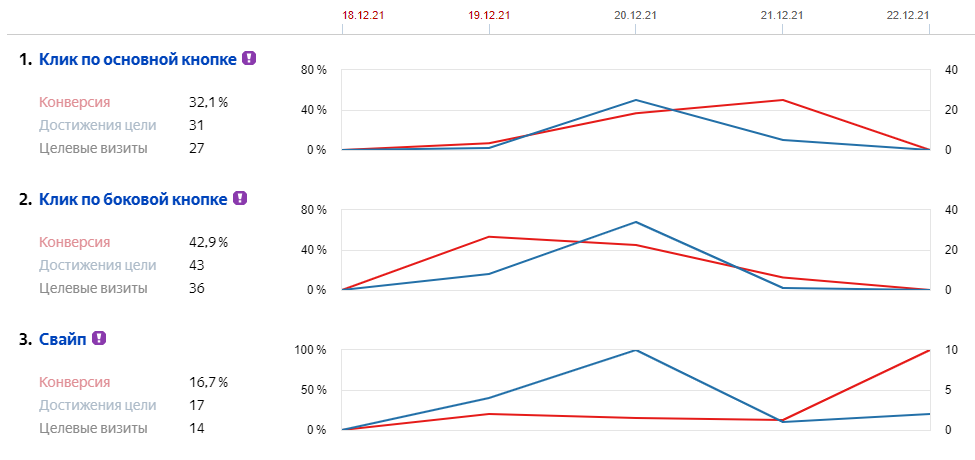 18.12.21 19.12.21 20.12.21 21.12.21 22.12.21
1. Клик по основной кнопке
80 % 40
Конверсия 32,1 %
40 % 20
Достижения цели 31
Целевые визиты 27
0 % 0
2. Клик по боковой кнопке
80 % 40
Конверсия 42,9 %
40 % 20
Достижения цели 43
Целевые визиты 36
0 % 0
3. Свайп
100 % 10
Конверсия 16,7 %
50 % 5
Достижения цели 17
Целевые визиты 14
0 % 0